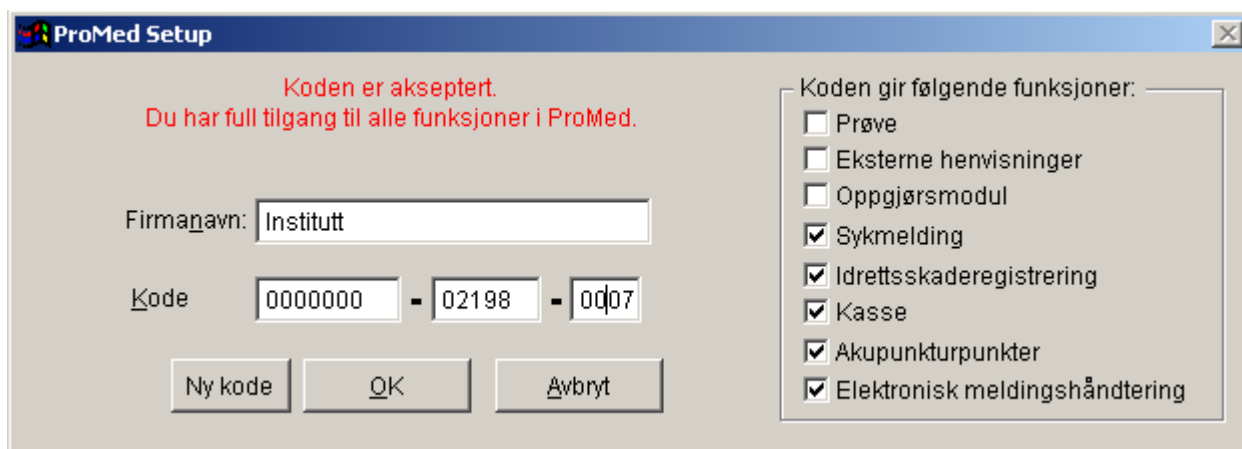 ProMed Setup
Koden er akseptert.
Du har full tilgang til alle funksjoner i ProMed.
Firmanavn: Institutt
Kode 0000000 - 02198 - 0007
Ny kode OK Avbryt
Koden gir følgende funksjoner:
Prøve
Eksterne henvisninger
Oppgjørsmodul
Sykmelding
Idrettsskaderegistrering
Kasse
Akupunkturpunkter
Elektronisk meldingshåndtering